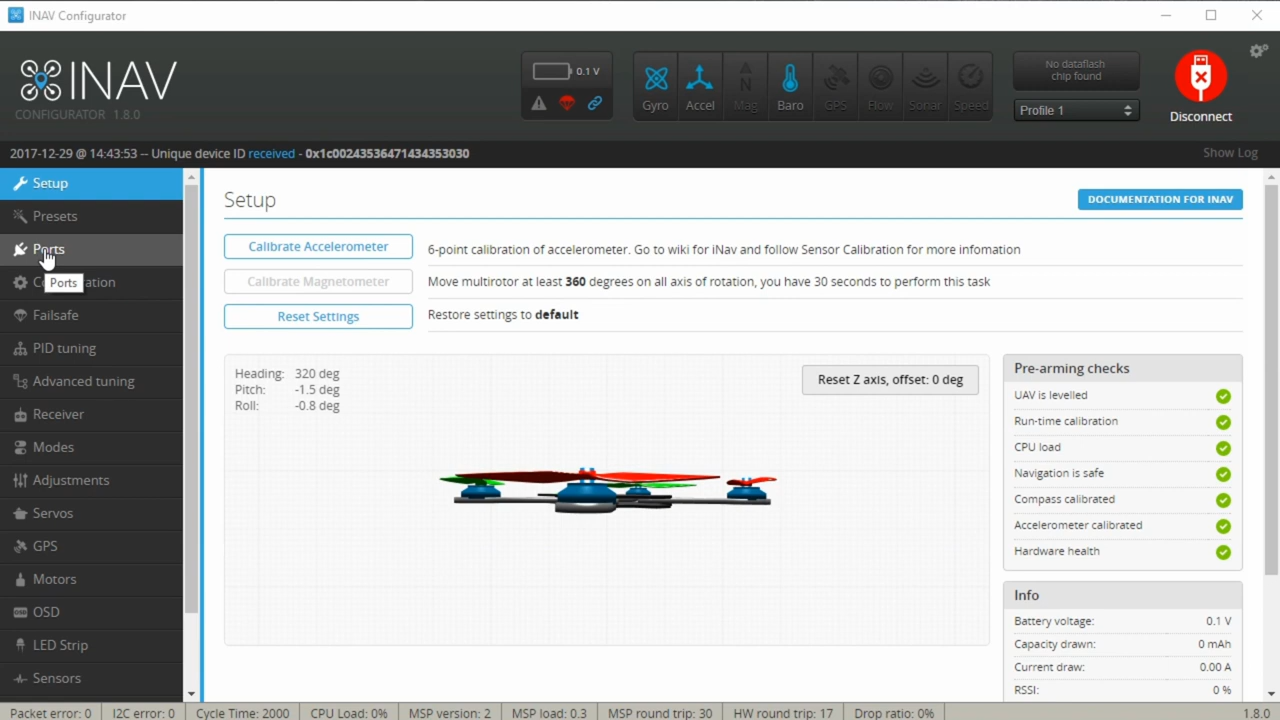 INAV Configurator
INAV
CONFIGURATOR 1.8.0
0.1 V
Gyro
Accel
Mag
Baro
GPS
Flow
Sonar
Speed
No dataflash
chip found
Profile 1
Disconnect
2017-12-29 @ 14:43:53 -- Unique device ID received - 0x1c00243536471434353030
Show Log
Setup
Presets
Ports
Ports
Failsafe
PID tuning
Advanced tuning
Receiver
Modes
Adjustments
Servos
GPS
Motors
OSD
LED Strip
Sensors
Setup
DOCUMENTATION FOR INAV
Calibrate Accelerometer
6-point calibration of accelerometer. Go to wiki for iNav and follow Sensor Calibration for more infomation
Calibrate Magnetometer
Move multirotor at least 360 degrees on all axis of rotation, you have 30 seconds to perform this task
Reset Settings
Restore settings to default
Heading: 320 deg
Pitch: -1.5 deg
Roll: -0.8 deg
Reset Z axis, offset: 0 deg
Pre-arming checks
UAV is levelled
Run-time calibration
CPU load
Navigation is safe
Compass calibrated
Accelerometer calibrated
Hardware health
Info
Battery voltage: 0.1 V
Capacity drawn: 0 mAh
Current draw: 0.00 A
RSSI: 0 %
Packet error: 0
I2C error: 0
Cycle Time: 2000
CPU Load: 0%
MSP version: 2
MSP load: 0.3
MSP round trip: 30
HW round trip: 17
Drop ratio: 0%
1.8.0